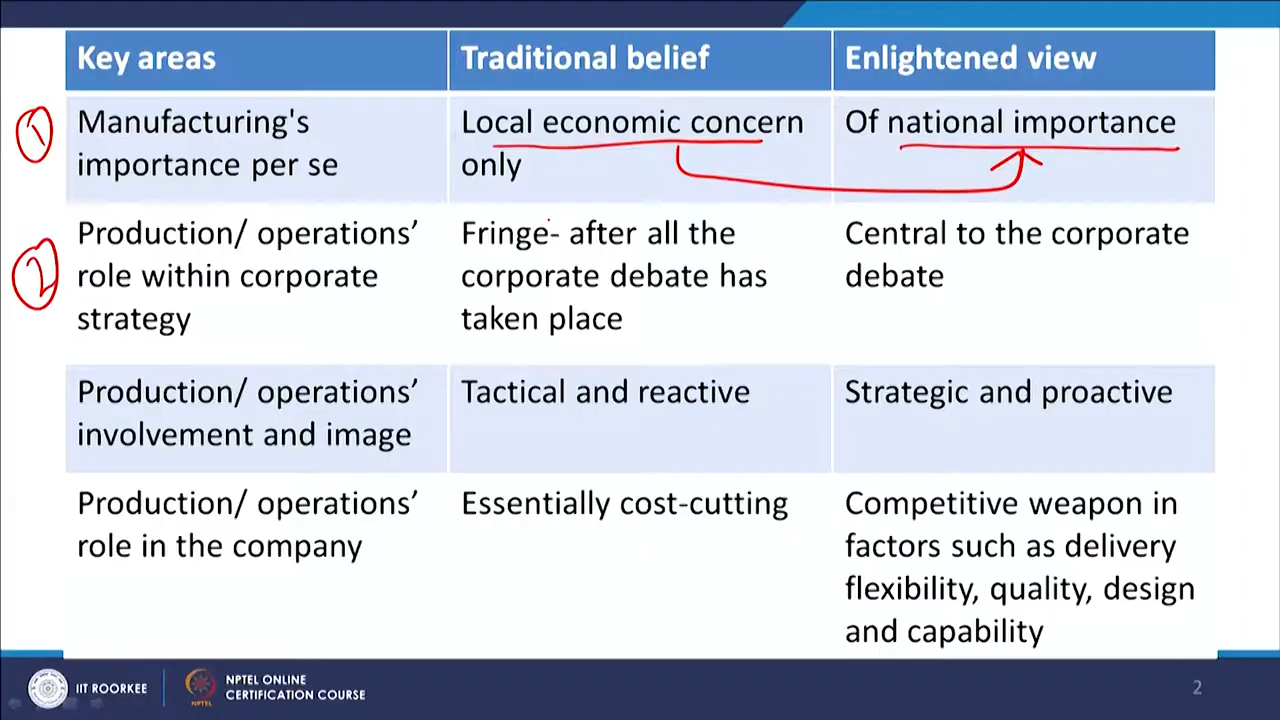 Key areas
Traditional belief
Enlightened view
1
Manufacturing's
importance per se
Local economic concern
only
Of national importance
2
Production/ operations’
role within corporate
strategy
Fringe- after all the
corporate debate has
taken place
Central to the corporate
debate
Production/ operations’
involvement and image
Tactical and reactive
Strategic and proactive
Production/ operations’
role in the company
Essentially cost-cutting
Competitive weapon in
factors such as delivery
flexibility, quality, design
and capability
IIT ROORKEE
NPTEL
NPTEL ONLINE
CERTIFICATION COURSE
2